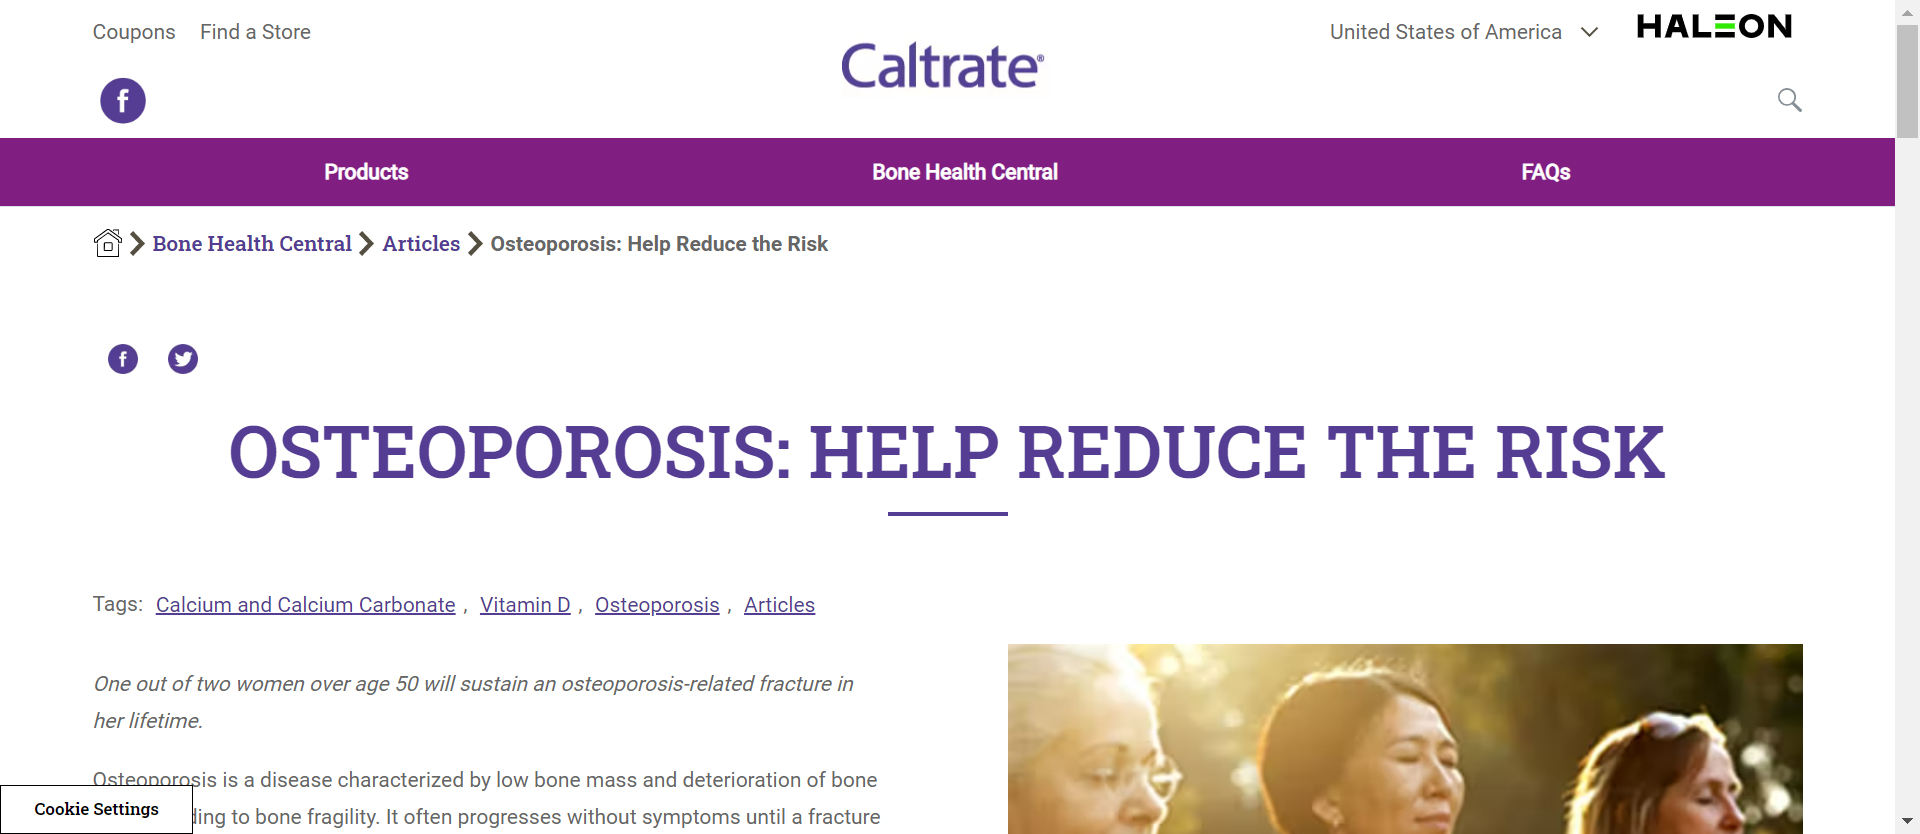 Coupons Find a Store
United States of America
HALEON
Caltrate®
Products Bone Health Central FAQs
Bone Health Central Articles Osteoporosis: Help Reduce the Risk
OSTEOPOROSIS: HELP REDUCE THE RISK
Tags: Calcium and Calcium Carbonate , Vitamin D , Osteoporosis , Articles
One out of two women over age 50 will sustain an osteoporosis-related fracture in
her lifetime.
Osteoporosis is a disease characterized by low bone mass and deterioration of bone
to bone fragility. It often progresses without symptoms until a fracture
Cookie Settings